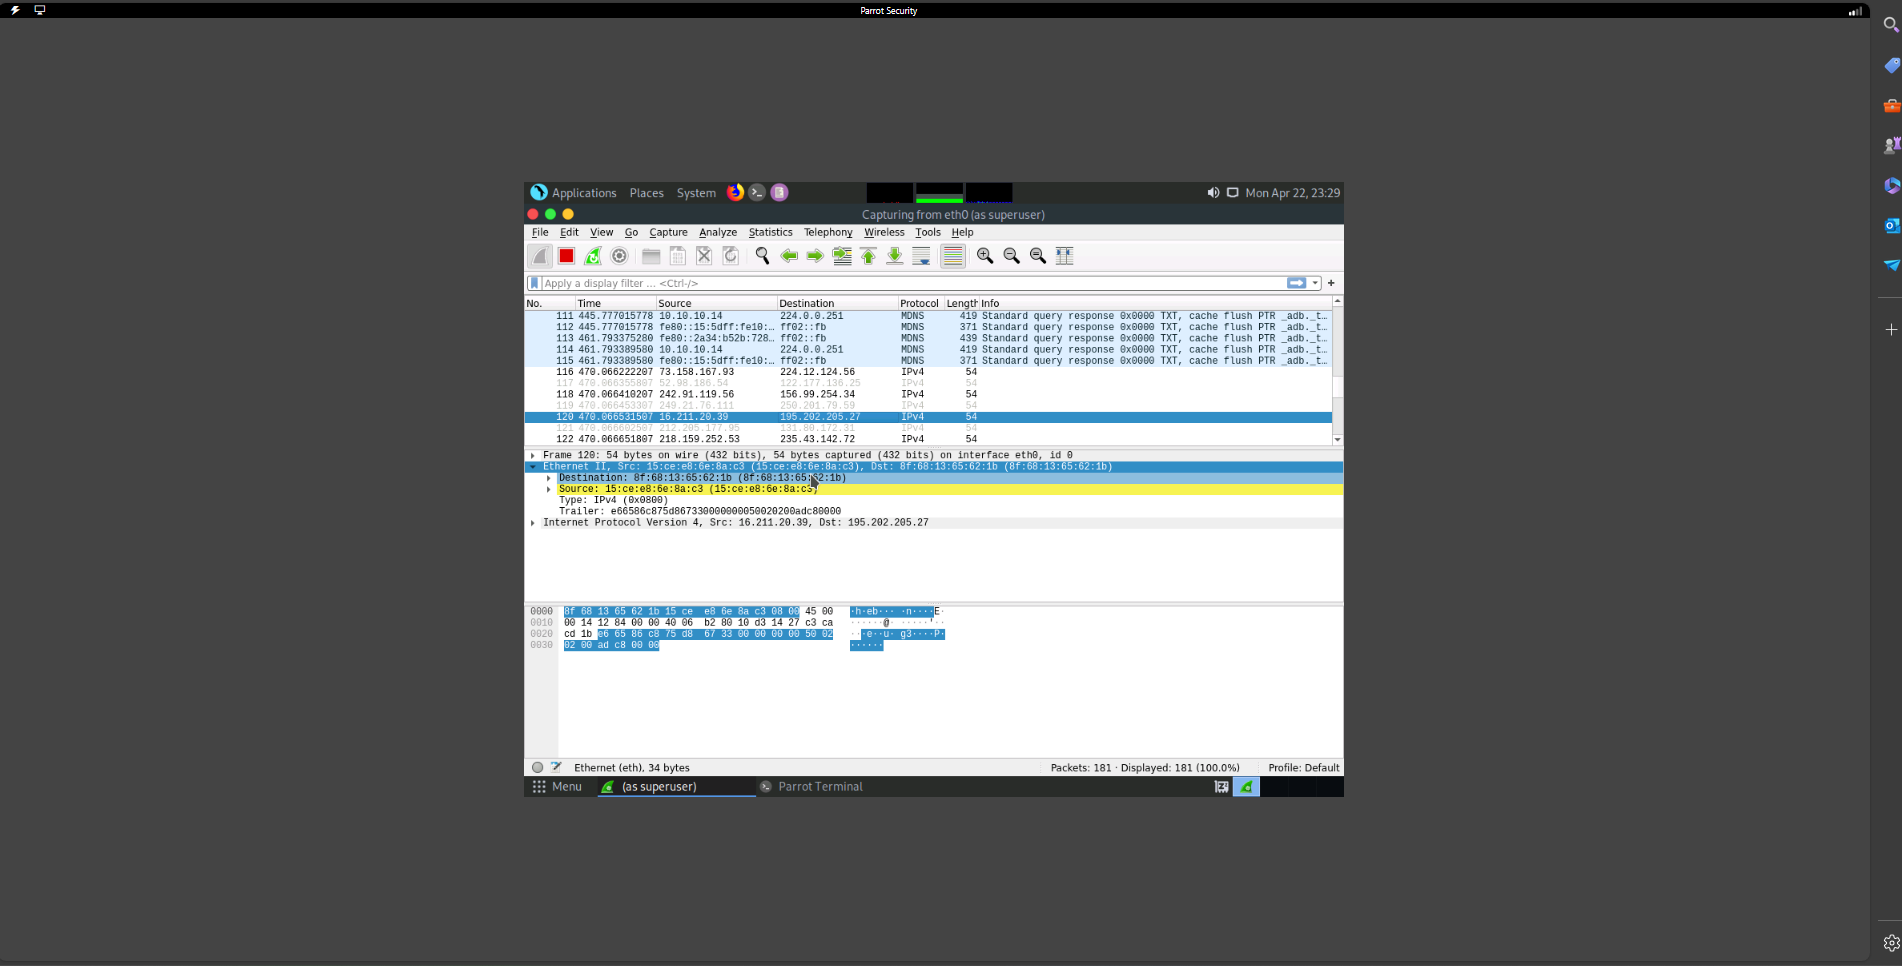 Parrot Security
Applications Places System Mon Apr 22, 23:29
Capturing from eth0 (as superuser)
File Edit View Go Capture Analyze Statistics Telephony Wireless Tools Help
Apply a display filter ... <Ctrl-/>
No. Time Source Destination Protocol Length Info
111 445.777015778 10.10.10.14 224.0.0.251 MDNS 419 Standard query response 0x0000 TXT, cache flush PTR _adb._t…
112 445.777015778 fe80::15:5dff:fe10:… ff02::fb MDNS 371 Standard query response 0x0000 TXT, cache flush PTR _adb._t…
113 461.793375280 fe80::2a34:b52b:728… ff02::fb MDNS 439 Standard query response 0x0000 TXT, cache flush PTR _adb._t…
114 461.793389580 10.10.10.14 224.0.0.251 MDNS 419 Standard query response 0x0000 TXT, cache flush PTR _adb._t…
115 461.793389580 fe80::15:5dff:fe10:… ff02::fb MDNS 371 Standard query response 0x0000 TXT, cache flush PTR _adb._t…
116 470.066222207 73.158.167.93 224.12.124.56 IPv4 54
117 470.066355807 52.98.186.54 122.177.136.25 IPv4 54
118 470.066410207 242.91.119.56 156.99.254.34 IPv4 54
119 470.066453307 249.21.76.111 250.201.79.59 IPv4 54
120 470.066531507 16.211.20.39 195.202.205.27 IPv4 54
121 470.066602507 212.205.177.95 131.80.172.31 IPv4 54
122 470.066651807 218.159.252.53 235.43.142.72 IPv4 54
Frame 120: 54 bytes on wire (432 bits), 54 bytes captured (432 bits) on interface eth0, id 0
Ethernet II, Src: 15:ce:e8:6e:8a:c3 (15:ce:e8:6e:8a:c3), Dst: 8f:68:13:65:62:1b (8f:68:13:65:62:1b)
Destination: 8f:68:13:65:62:1b (8f:68:13:65:62:1b)
Source: 15:ce:e8:6e:8a:c3 (15:ce:e8:6e:8a:c3)
Type: IPv4 (0x0800)
Trailer: e66586c875d867330000000050020200adc80000
Internet Protocol Version 4, Src: 16.211.20.39, Dst: 195.202.205.27
0000 8f 68 13 65 62 1b 15 ce e8 6e 8a c3 08 00 45 00 ·h·eb··· ·n····E·
0010 00 14 12 84 00 00 40 06 b2 80 10 d3 14 27 c3 ca ······@· ·····'··
0020 cd 1b e6 65 86 c8 75 d8 67 33 00 00 00 00 50 02 ···e··u· g3····P·
0030 02 00 ad c8 00 00 ······
Ethernet (eth), 34 bytes Packets: 181 · Displayed: 181 (100.0%) Profile: Default
Menu (as superuser) Parrot Terminal